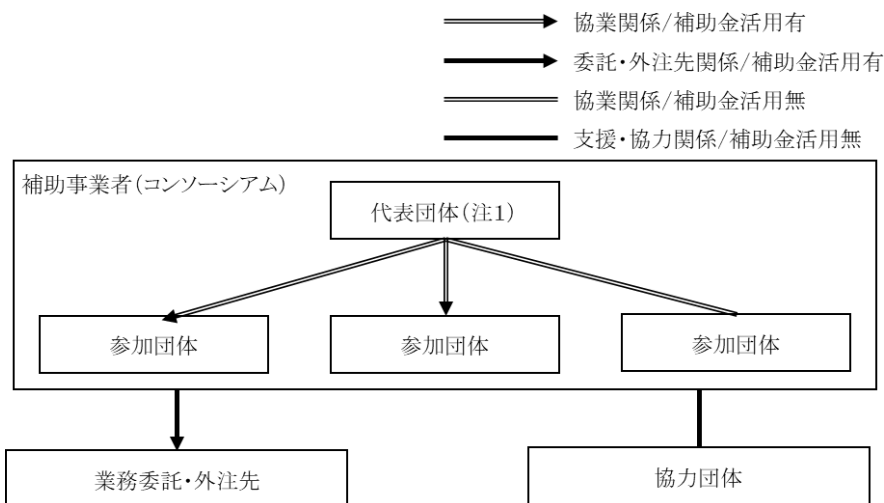 協業関係/補助金活用有
委託・外注先関係/補助金活用有
協業関係/補助金活用無
支援・協力関係/補助金活用無
補助事業者(コンソーシアム)
代表団体(注1)
参加団体
参加団体
参加団体
業務委託・外注先
協力団体